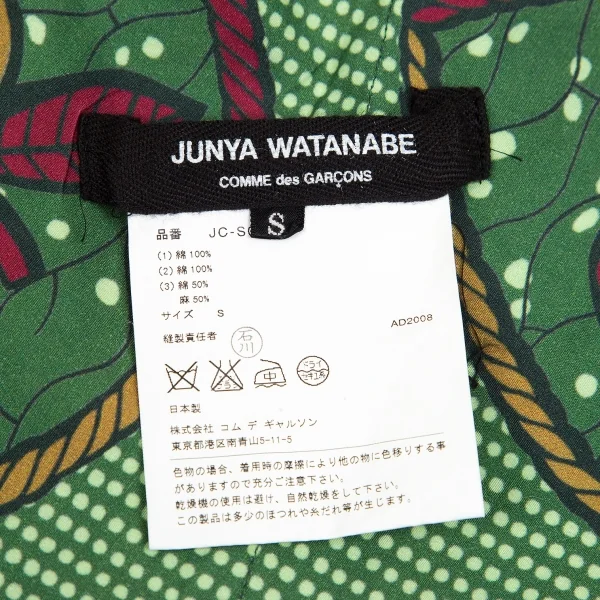 JUNYA WATANABE
COMME des GARÇONS
S
品番 JC-S
(1) 綿 100%
(2) 綿 100%
(3) 綿 50%
麻 50%
サイズ S
AD2008
縫製責任者 石川
ドライ
日本製
株式会社 コム デ ギャルソン
東京都港区南青山5-11-5
色物の場合、着用時の摩擦により他の物に色移りする事
がありますので充分ご注意下さい。
乾燥機の使用は避け、自然乾燥をして下さい。
この製品は多少のほつれや糸だれ等が生じます。